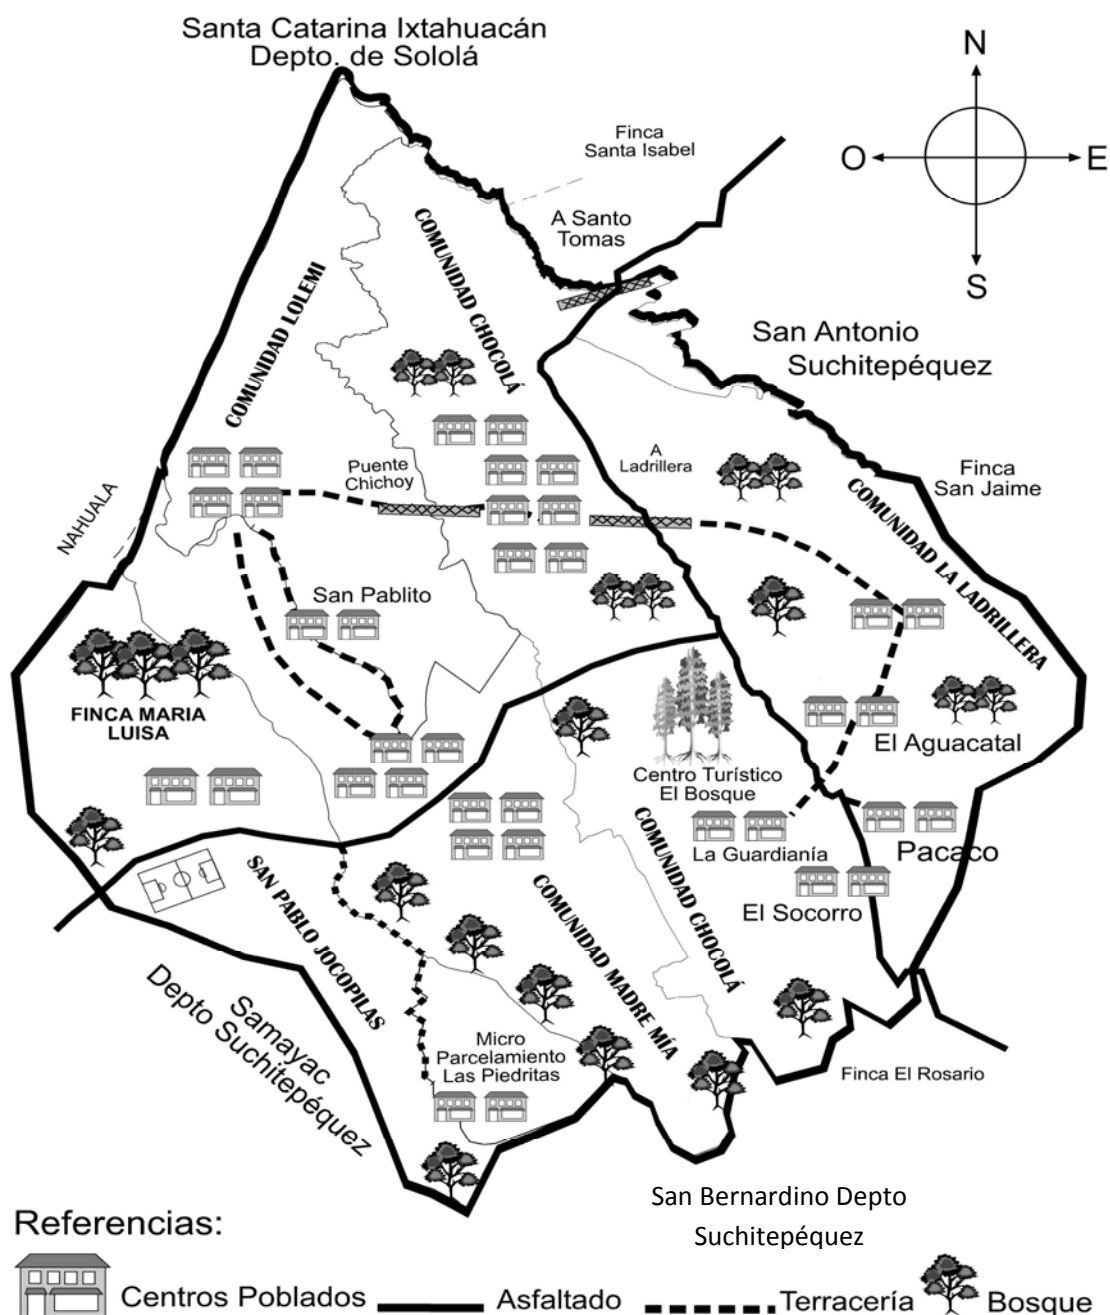 Santa Catarina Ixtahuacán
Depto. de Sololá
N
O
E
S
Finca
Santa Isabel
A Santo
Tomas
COMUNIDAD LOLEMI
COMUNIDAD CHOCOLÁ
San Antonio
Suchitepéquez
Puente
Chichoy
A
Ladrillera
Finca
San Jaime
NAHUALA
COMUNIDAD LA LADRILLERA
San Pablito
FINCA MARIA
LUISA
El Aguacatal
Centro Turístico
El Bosque
La Guardianía
Pacaco
El Socorro
SAN PABLO JOCOPILAS
COMUNIDAD MADRE MÍA
COMUNIDAD CHOCOLÁ
Samayac
Depto Suchitepéquez
Micro
Parcelamiento
Las Piedritas
Finca El Rosario
San Bernardino Depto
Suchitepéquez
Referencias:
Centros Poblados
Asfaltado
Terracería
Bosque